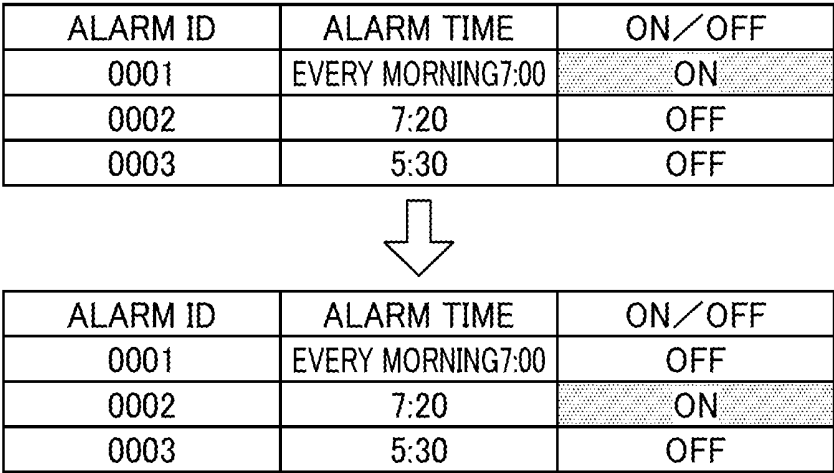 ALARM ID ALARM TIME ON／OFF
0001 EVERY MORNING7:00 ON
0002 7:20 OFF
0003 5:30 OFF
ALARM ID ALARM TIME ON／OFF
0001 EVERY MORNING7:00 OFF
0002 7:20 ON
0003 5:30 OFF